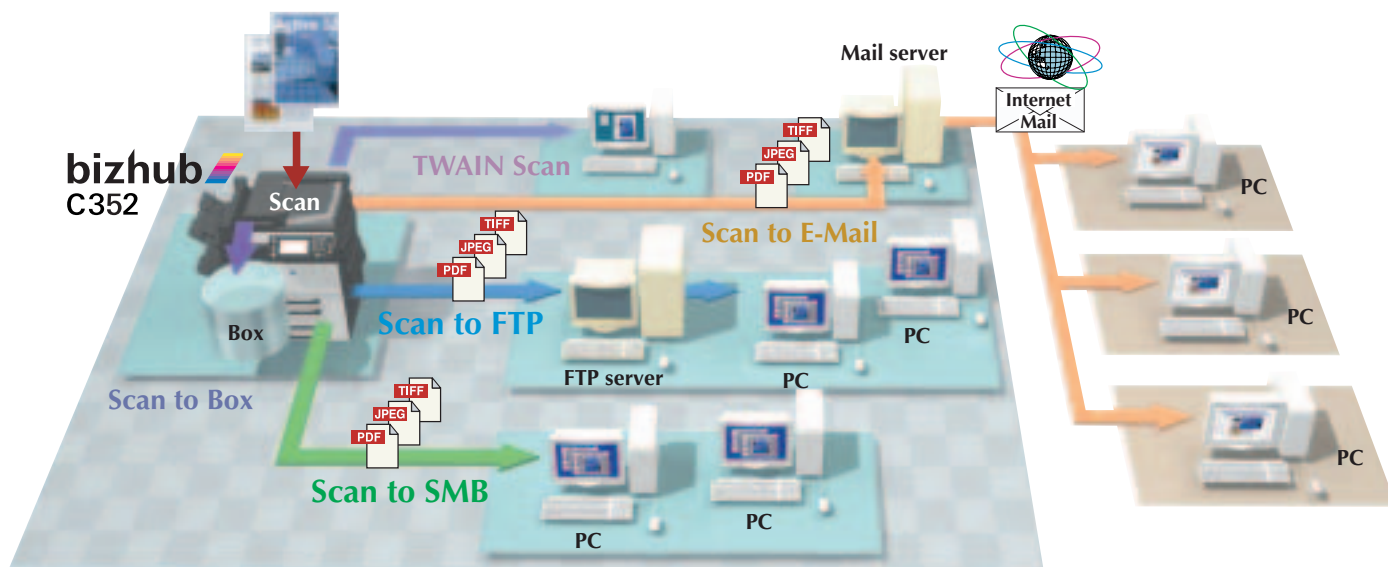 Mail server
Internet
Mail
bizhub
C352
Scan
TWAIN Scan
TIFF
JPEG
PDF
Scan to E-Mail
PC
TIFF
JPEG
PDF
Scan to FTP
FTP server
PC
PC
PC
Box
Scan to Box
TIFF
JPEG
PDF
Scan to SMB
PC
PC
PC